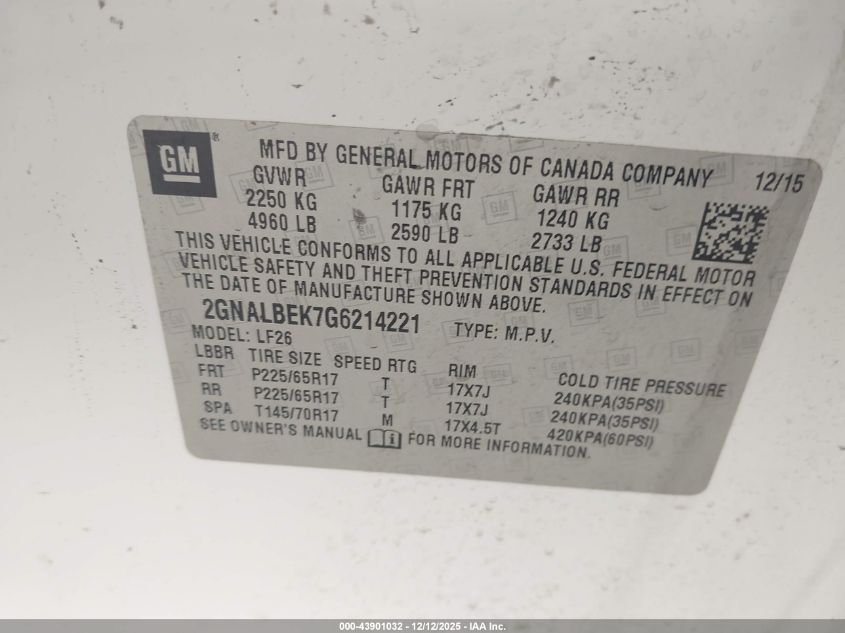 GM
MFD BY GENERAL MOTORS OF CANADA COMPANY 12/15
GVWR GAWR FRT GAWR RR
2250 KG 1175 KG 1240 KG
4960 LB 2590 LB 2733 LB
THIS VEHICLE CONFORMS TO ALL APPLICABLE U.S. FEDERAL MOTOR
VEHICLE SAFETY AND THEFT PREVENTION STANDARDS IN EFFECT ON
THE DATE OF MANUFACTURE SHOWN ABOVE.
2GNALBEK7G6214221 TYPE: M.P.V.
MODEL: LF26
LBBR TIRE SIZE SPEED RTG RIM COLD TIRE PRESSURE
FRT P225/65R17 T 17X7J 240KPA(35PSI)
RR P225/65R17 T 17X7J 240KPA(35PSI)
SPA T145/70R17 M 17X4.5T 420KPA(60PSI)
SEE OWNER'S MANUAL i FOR MORE INFORMATION.
000-43901032 - 12/12/2025 - IAA Inc.